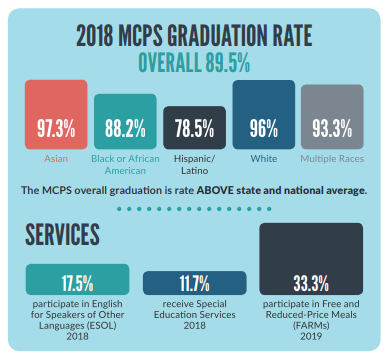 2018 MCPS GRADUATION RATE
OVERALL 89.5%
97.3%
88.2%
78.5%
96%
93.3%
Asian
Black or African
American
Hispanic/
Latino
White
Multiple Races
The MCPS overall graduation is rate ABOVE state and national average.
SERVICES
17.5%
11.7%
33.3%
participate in English
for Speakers of Other
Languages (ESOL)
2018
receive Special
Education Services
2018
participate in Free and
Reduced-Price Meals
(FARMs)
2019